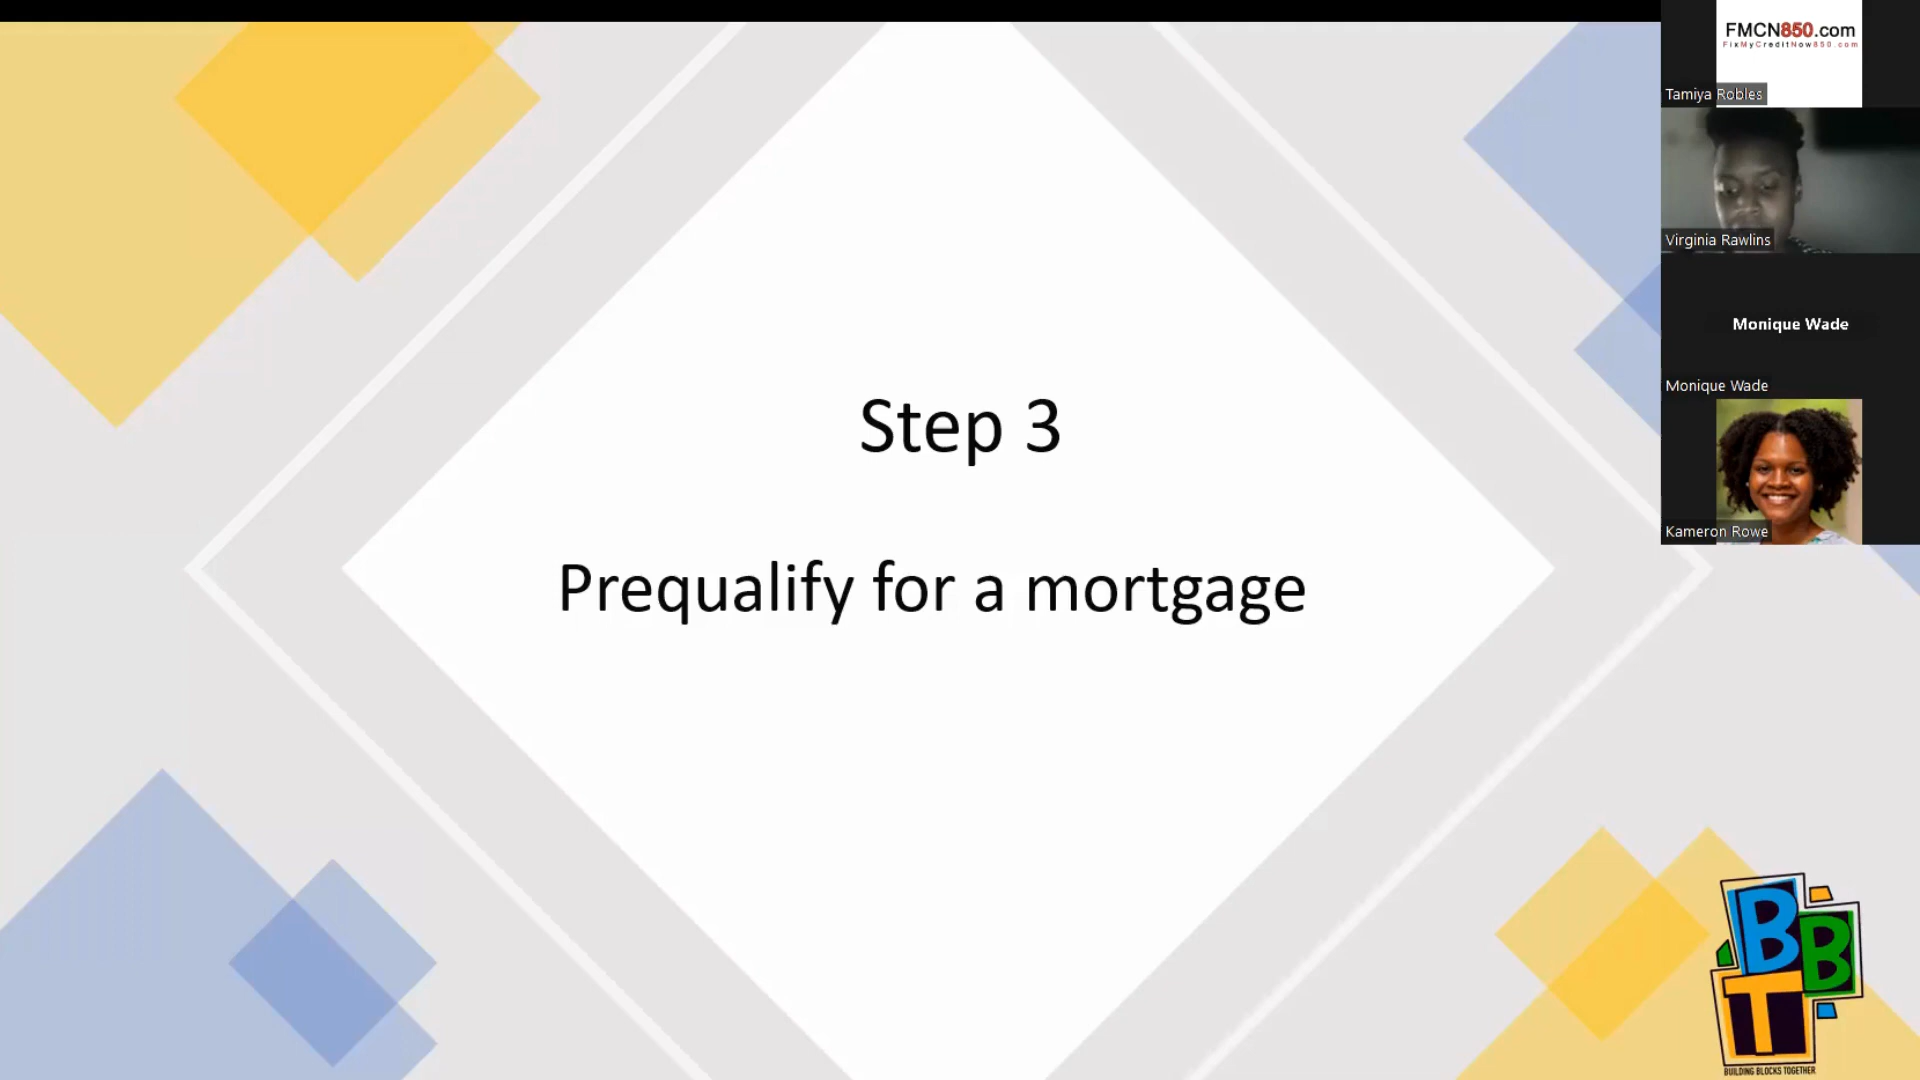 Step 3
Prequalify for a mortgage
FMCN850.com
FixMyCreditNow850.com
Tamiya Robles
Virginia Rawlins
Monique Wade
Monique Wade
Kameron Rowe
B
B
T
BUILDING BLOCKS TOGETHER